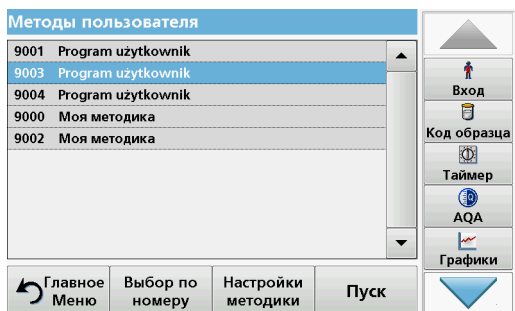 Методы пользователя
9001 Program użytkownik
9003 Program użytkownik
9004 Program użytkownik
9000 Моя методика
9002 Моя методика
Вход
Код образца
Таймер
AQA
Графики
Главное
Меню
Выбор по
номеру
Настройки
методики
Пуск